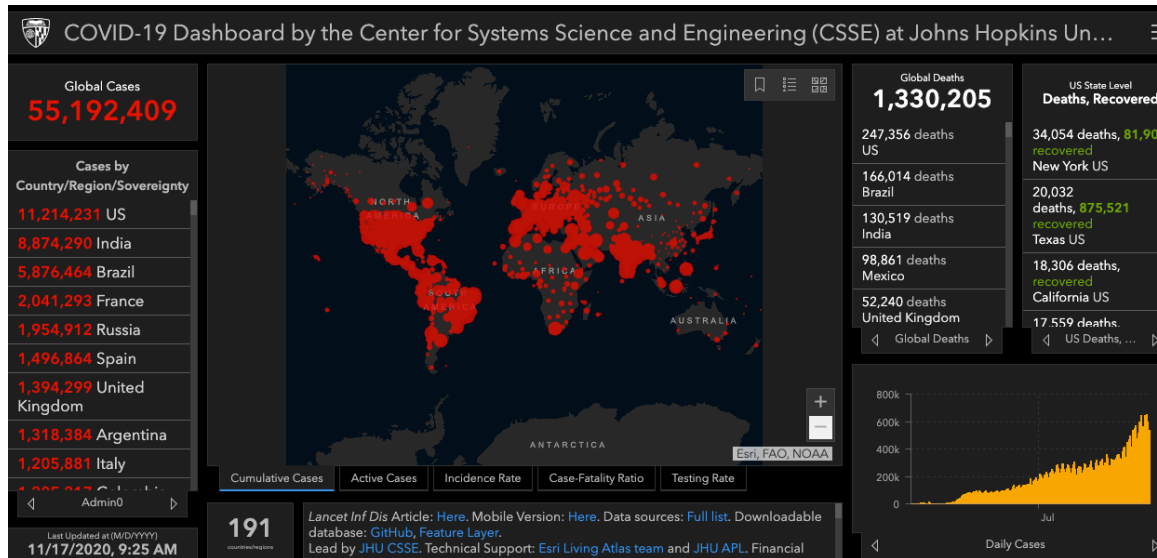 COVID-19 Dashboard by the Center for Systems Science and Engineering (CSSE) at Johns Hopkins Un...
Global Cases
55,192,409
Cases by
Country/Region/Sovereignty
11,214,231 US
8,874,290 India
5,876,464 Brazil
2,041,293 France
1,954,912 Russia
1,496,864 Spain
1,394,299 United
Kingdom
1,318,384 Argentina
1,205,881 Italy
Admin0
Last Updated at (M/D/YYYY)
11/17/2020, 9:25 AM
NORTH
AMERICA
SOUTH
AMERICA
EUROPE
ASIA
AFRICA
AUSTRALIA
ANTARCTICA
+
−
Esri, FAO, NOAA
Cumulative Cases
Active Cases
Incidence Rate
Case-Fatality Ratio
Testing Rate
191
countries/regions
Lancet Inf Dis Article: Here. Mobile Version: Here. Data sources: Full list. Downloadable
database: GitHub, Feature Layer.
Lead by JHU CSSE. Technical Support: Esri Living Atlas team and JHU APL. Financial
Global Deaths
1,330,205
247,356 deaths
US
166,014 deaths
Brazil
130,519 deaths
India
98,861 deaths
Mexico
52,240 deaths
United Kingdom
Global Deaths
US State Level
Deaths, Recovered
34,054 deaths, 81,90
recovered
New York US
20,032
deaths, 875,521
recovered
Texas US
18,306 deaths,
recovered
California US
17,559 deaths,
US Deaths, ...
800k
600k
400k
200k
0
Jul
Daily Cases